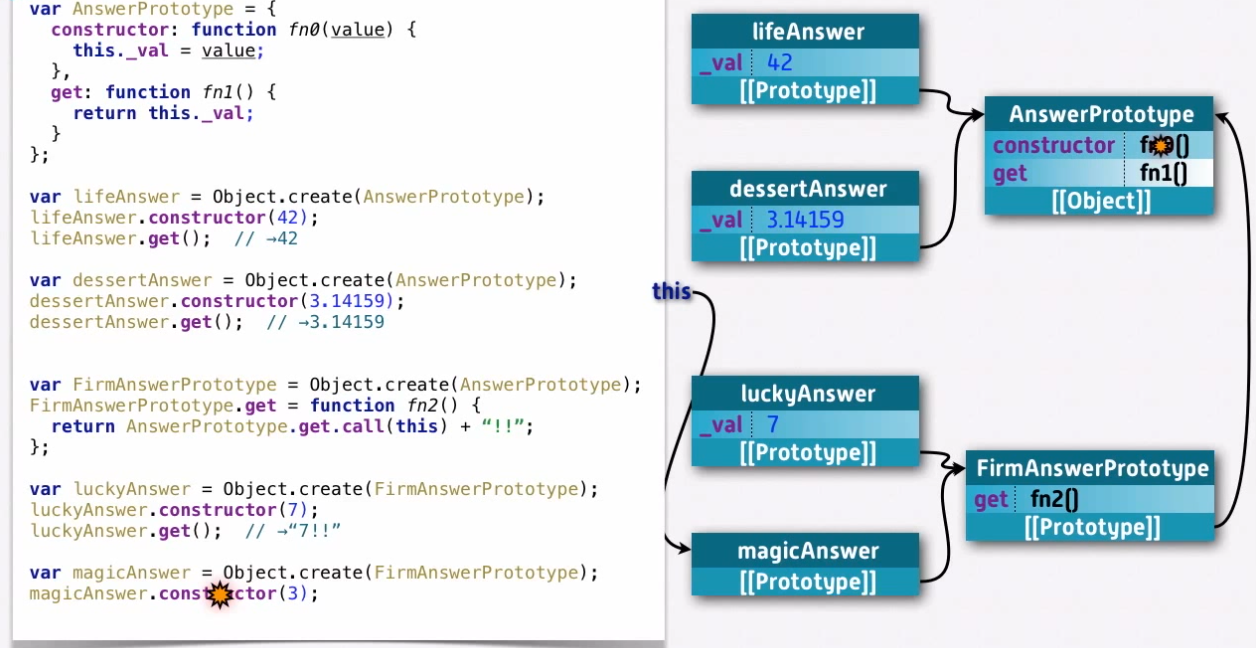 var AnswerPrototype = {
constructor: function fn0(value) {
this._val = value;
},
get: function fn1() {
return this._val;
}
};
var lifeAnswer = Object.create(AnswerPrototype);
lifeAnswer.constructor(42);
lifeAnswer.get();  // →42
var dessertAnswer = Object.create(AnswerPrototype);
dessertAnswer.constructor(3.14159);
dessertAnswer.get();  // →3.14159
var FirmAnswerPrototype = Object.create(AnswerPrototype);
FirmAnswerPrototype.get = function fn2() {
return AnswerPrototype.get.call(this) + “!!”;
};
var luckyAnswer = Object.create(FirmAnswerPrototype);
luckyAnswer.constructor(7);
luckyAnswer.get();  // →“7!!”
var magicAnswer = Object.create(FirmAnswerPrototype);
magicAnswer.constructor(3);
lifeAnswer
_val 42
[[Prototype]]
dessertAnswer
_val 3.14159
[[Prototype]]
this
luckyAnswer
_val 7
[[Prototype]]
magicAnswer
[[Prototype]]
AnswerPrototype
constructor fn0()
get fn1()
[[Object]]
FirmAnswerPrototype
get fn2()
[[Prototype]]